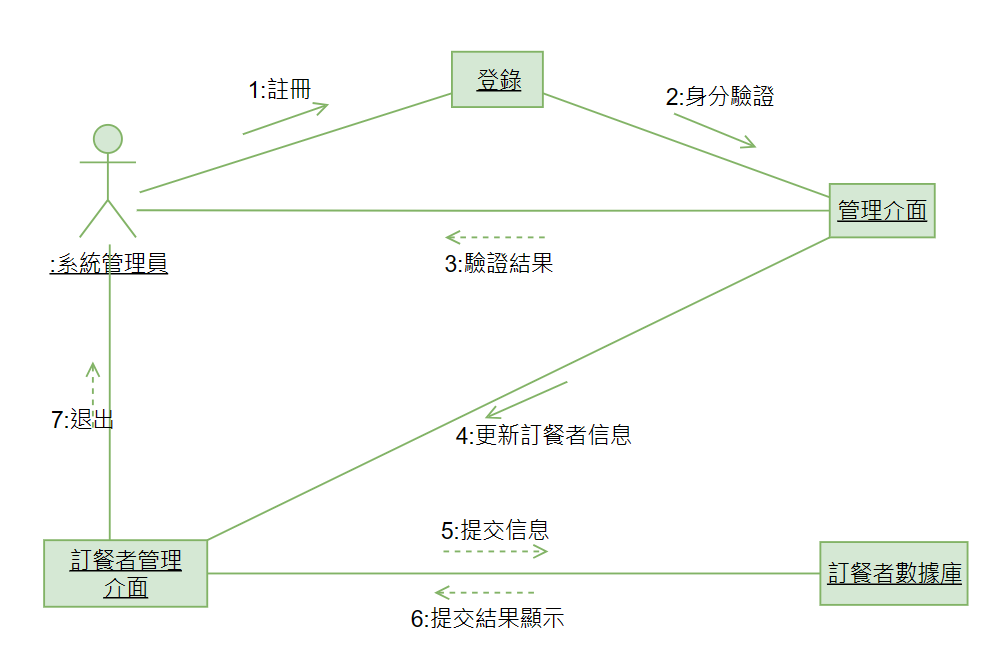 登錄
1:註冊
2:身分驗證
管理介面
:系統管理員
3:驗證結果
7:退出
4:更新訂餐者信息
5:提交信息
訂餐者管理
介面
訂餐者數據庫
6:提交結果顯示